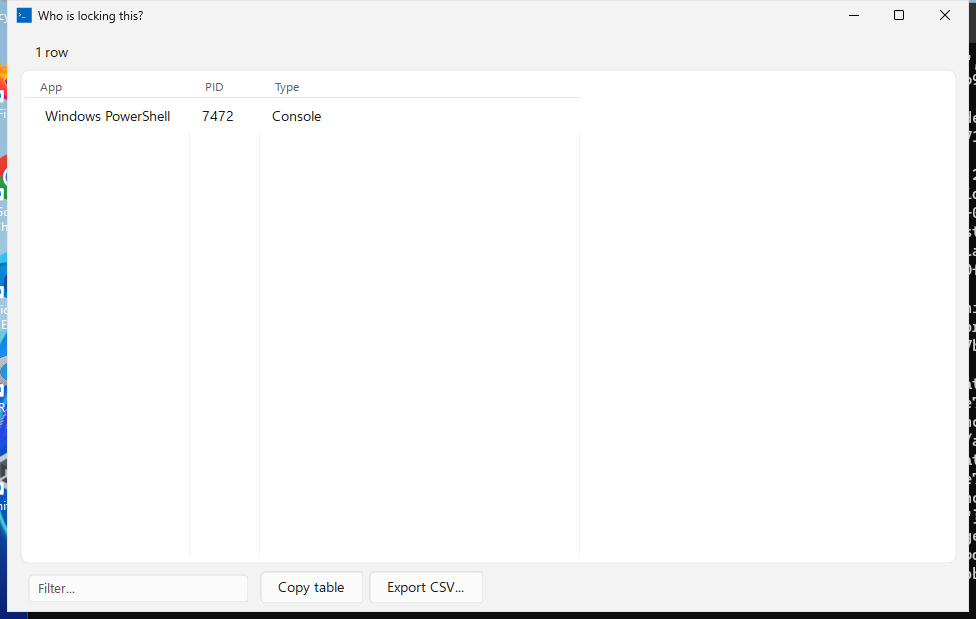 Who is locking this?
1 row
App PID Type
Windows PowerShell 7472 Console
Filter...
Copy table
Export CSV...